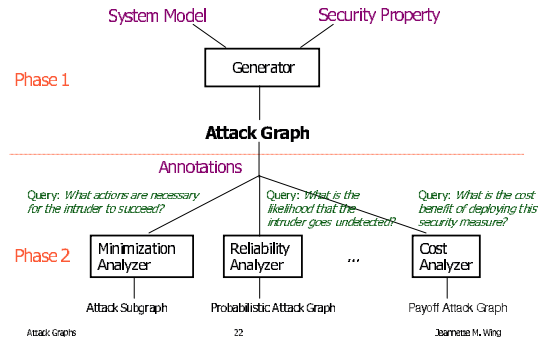 System Model
Security Property
Phase 1
Generator
Attack Graph
Annotations
Query: What actions are necessary
for the intruder to succeed?
Query: What is the
likelihood that the
intruder goes undetected?
Query: What is the cost
benefit of deploying this
security measure?
Phase 2
Minimization
Analyzer
Reliability
Analyzer
...
Cost
Analyzer
Attack Subgraph
Probabilistic Attack Graph
Payoff Attack Graph
Attack Graphs
22
Jeannette M. Wing